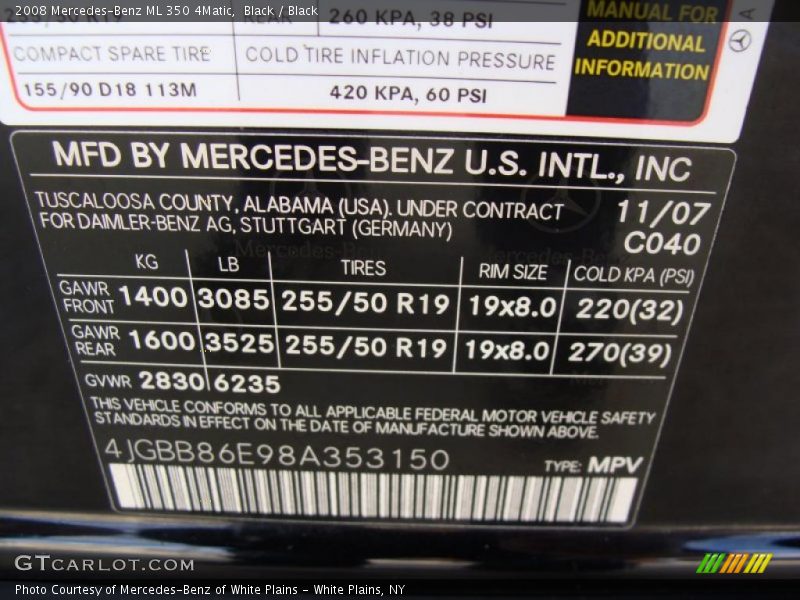 2008 Mercedes-Benz ML 350 4Matic, Black / Black
260 KPA, 38 PSI
MANUAL FOR
ADDITIONAL
INFORMATION
COMPACT SPARE TIRE
COLD TIRE INFLATION PRESSURE
155/90 D18 113M
420 KPA, 60 PSI
MFD BY MERCEDES-BENZ U.S. INTL., INC
TUSCALOOSA COUNTY, ALABAMA (USA). UNDER CONTRACT
FOR DAIMLER-BENZ AG, STUTTGART (GERMANY)
11/07
C040
KG LB TIRES RIM SIZE COLD KPA (PSI)
GAWR FRONT 1400 3085 255/50 R19 19x8.0 220(32)
GAWR REAR 1600 3525 255/50 R19 19x8.0 270(39)
GVWR 2830 6235
THIS VEHICLE CONFORMS TO ALL APPLICABLE FEDERAL MOTOR VEHICLE SAFETY
STANDARDS IN EFFECT ON THE DATE OF MANUFACTURE SHOWN ABOVE.
4JGBB86E98A353150
TYPE: MPV
GTCARLOT.COM
Photo Courtesy of Mercedes-Benz of White Plains - White Plains, NY